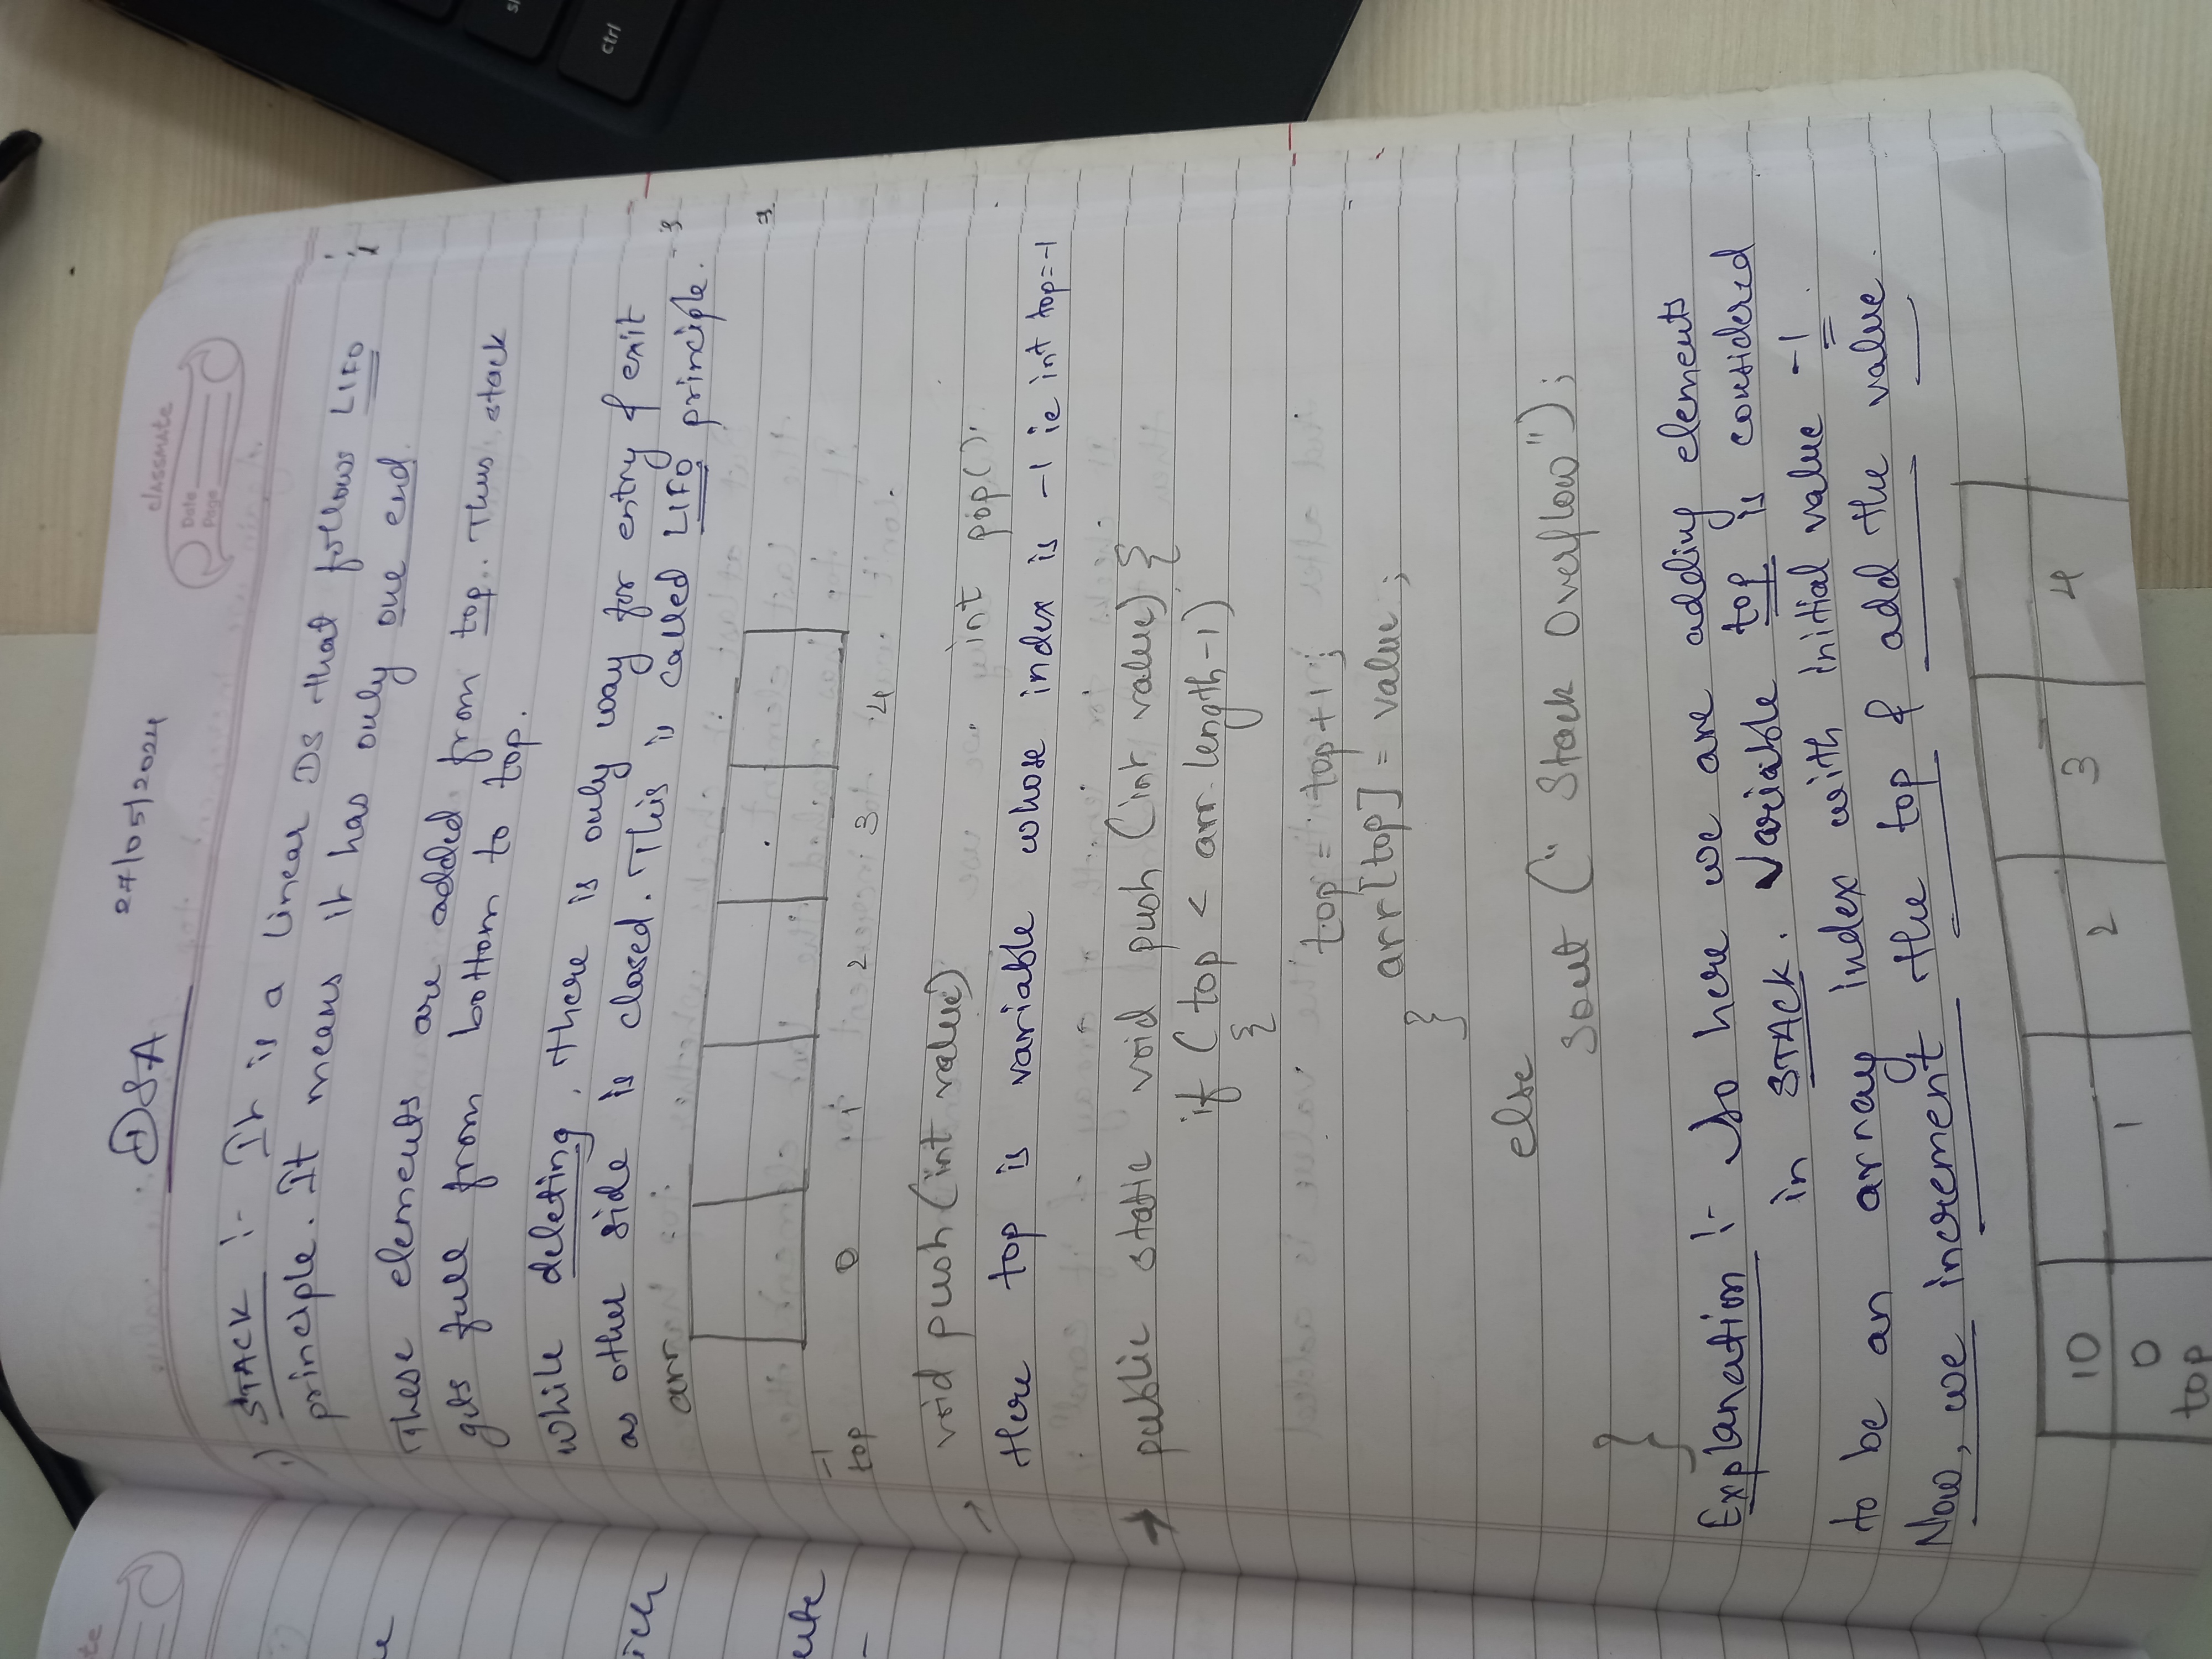 DSA
27/05/2024
classmate
Date
Page
1) STACK :- It is a linear DS that follows LIFO
principle. It means it has only one end.
These elements are added from top. Thus stack
gets full from bottom to top.
while deleting, there is only way for entry & exit
as other side is closed. This is called LIFO principle.
arr
-1
top 0 1 2 3 4
void push (int value) int pop ()
→ Here top is variable whose index is -1 ie int top=-1
→ public static void push (int value) {
if ( top < arr.length-1)
{
top = top+1;
arr[top] = value ;
}
else
sout (" Stack Overflow");
}
Explanation :- So here we are adding elements
in STACK. Variable top is considered
to be an array index with initial value -1.
Now, we increment the top & add the value.
10
0 1 2 3 4
top
te
ich
ute
ctrl